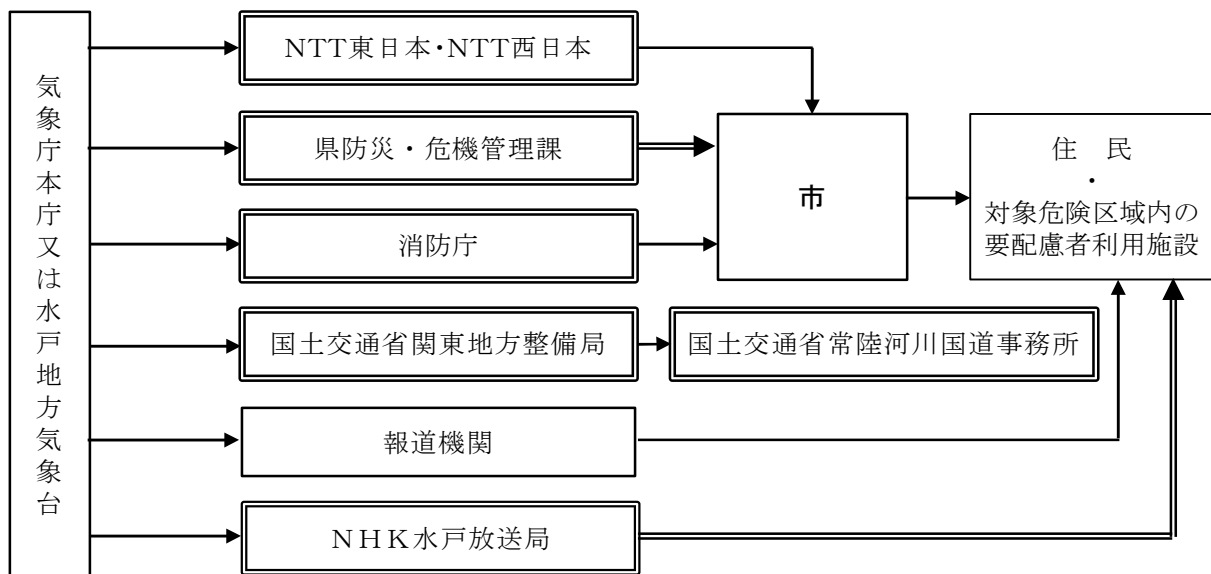 気象庁本庁又は水戸地方気象台
NTT東日本・NTT西日本
県防災・危機管理課
消防庁
国土交通省関東地方整備局
国土交通省常陸河川国道事務所
報道機関
NHK水戸放送局
市
住 民
・
対象危険区域内の
要配慮者利用施設